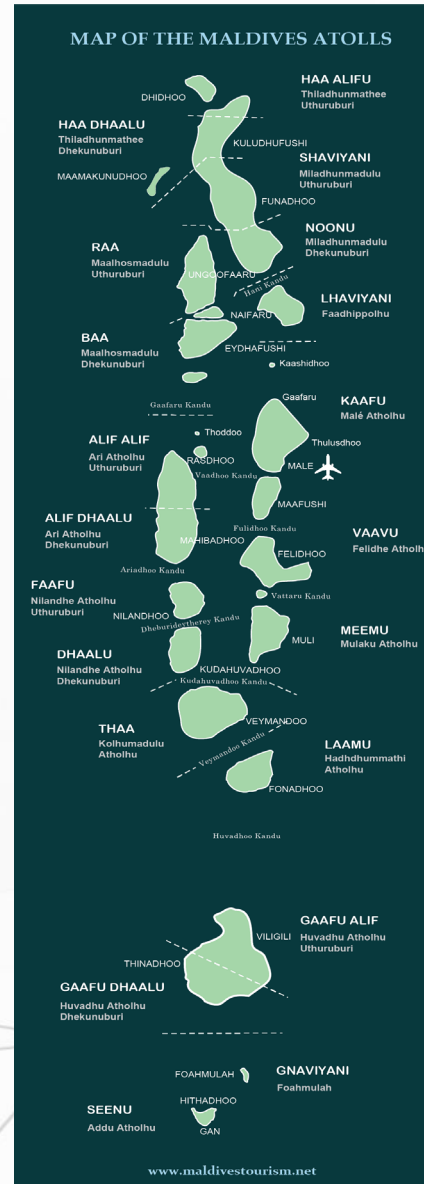 MAP OF THE MALDIVES ATOLLS
HAA ALIFU
Thiladhunmathee
Uthuruburi
DHIDHOO
HAA DHAALU
Thiladhunmathee
Dhekunuburi
KULUDHUFUSHI
SHAVIYANI
Miladhunmadulu
Uthuruburi
MAAMAKUNUDHOO
FUNADHOO
NOONU
Miladhunmadulu
Dhekunuburi
RAA
Maalhosmadulu
Uthuruburi
UNGOOFAARU
Hani Kandu
LHAVIYANI
Faadhippolhu
NAIFARU
BAA
Maalhosmadulu
Dhekunuburi
EYDHAFUSHI
Kaashidhoo
Gaafaru
KAAFU
Malé Atholhu
Gaafaru Kandu
ALIF ALIF
Ari Atholhu
Uthuruburi
Thoddoo
Thulusdhoo
RASDHOO
MALE
Vaadhoo Kandu
MAAFUSHI
ALIF DHAALU
Ari Atholhu
Dhekunuburi
Fulidhoo Kandu
MAHIBADHOO
VAAVU
Felidhe Atolh
FELIDHOO
Ariadhoo Kandu
FAAFU
Nilandhe Atholhu
Uthuruburi
Vattaru Kandu
NILANDHOO
Dheburidheytherey Kandu
MULI
MEEMU
Mulaku Atholhu
DHAALU
Nilandhe Atholhu
Dhekunuburi
KUDAHUVADHOO
Kudahuvadhoo Kandu
THAA
Kolhumadulu
Atholhu
VEYMANDOO
Veymandoo Kandu
LAAMU
Hadhdhummathi
Atholhu
FONADHOO
Huvadhoo Kandu
GAAFU ALIF
Huvadhu Atholhu
Uthuruburi
VILIGILI
THINADHOO
GAAFU DHAALU
Huvadhu Atholhu
Dhekunuburi
FOAHMULAH
GNAVIYANI
Foahmulah
HITHADHOO
SEENU
Addu Atholhu
GAN
www.maldivestourism.net